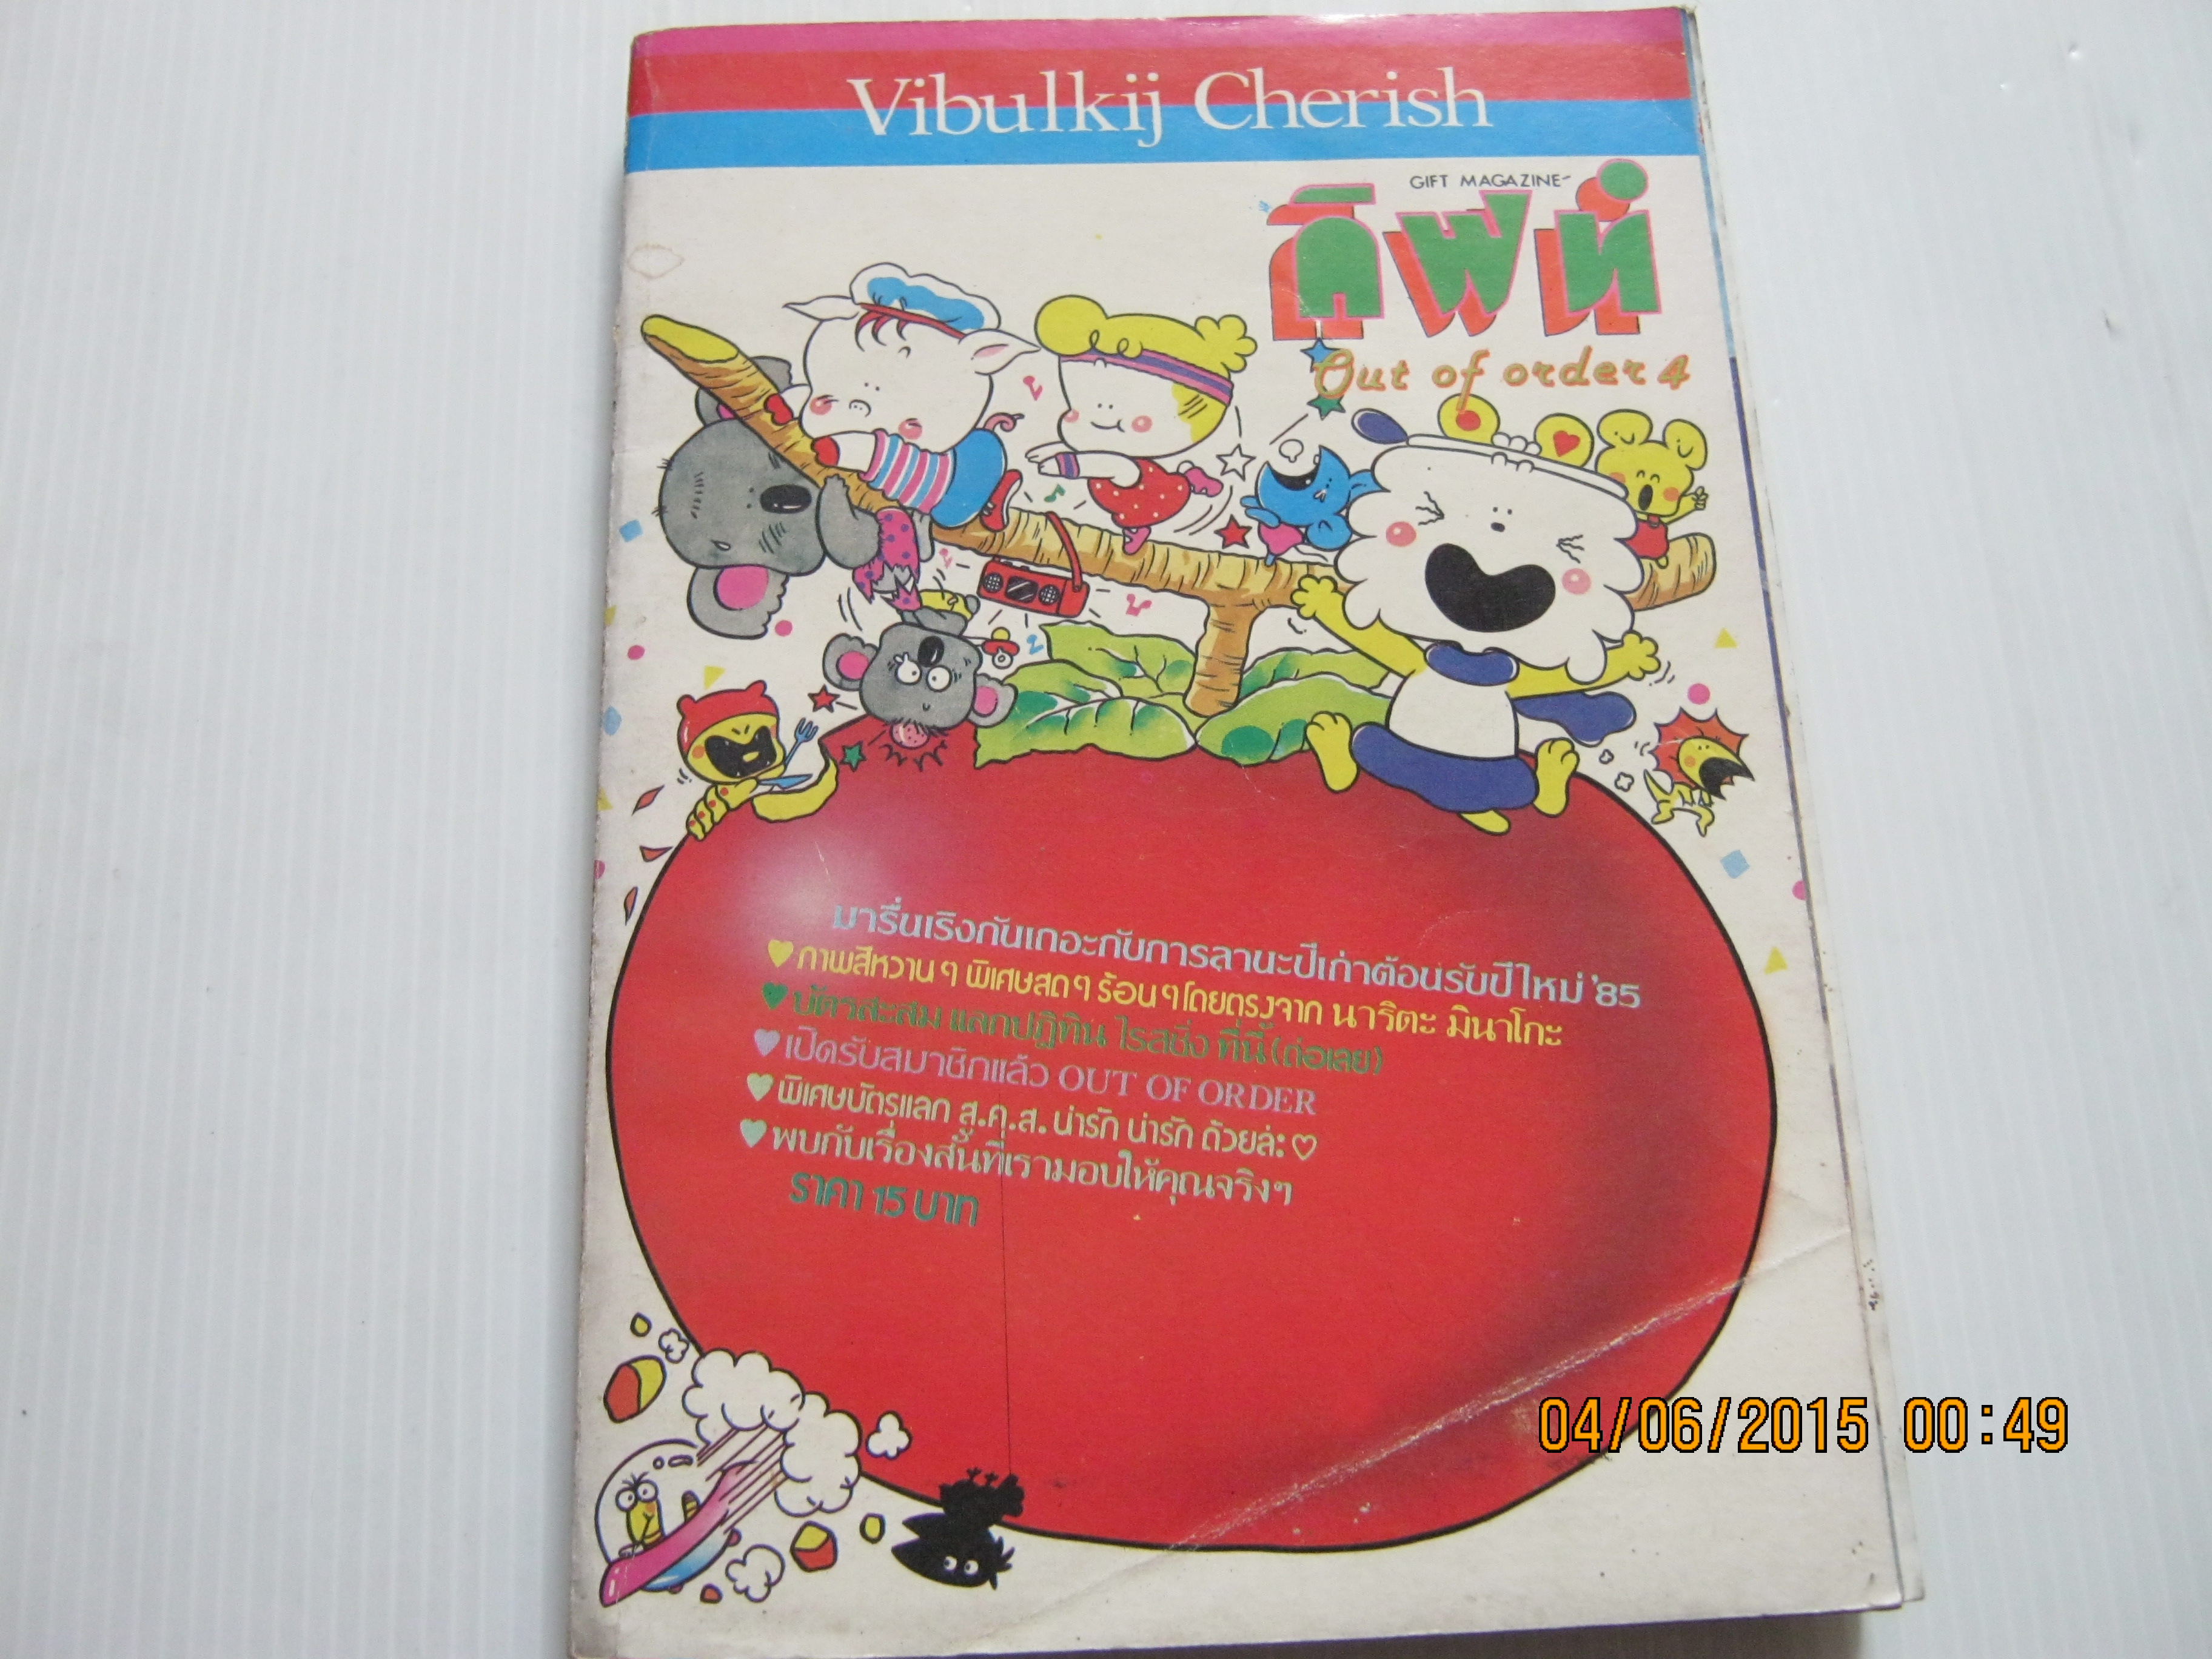 Vibulkij Cherish
GIFT MAGAZINE
กิฟท์
Out of order 4
มารื่นเริงกันเถอะกับการลานะปีเก่าต้อนรับปีใหม่ '85
ภาพสีหวานๆ พิเศษสดๆ ร้อนๆ โดยตรงจาก นาริตะ มินาโกะ
บัตรสะสม แลกปฏิทิน ไรสซิ่ง ที่นี่ (ต่อเลย)
เปิดรับสมาชิกแล้ว OUT OF ORDER
พิเศษบัตรแลก ส.ค.ส. น่ารัก น่ารัก ด้วยล่ะ ♡
พบกับเรื่องสั้นที่เรามอบให้คุณจริงๆ
ราคา 15 บาท
04/06/2015 00:49